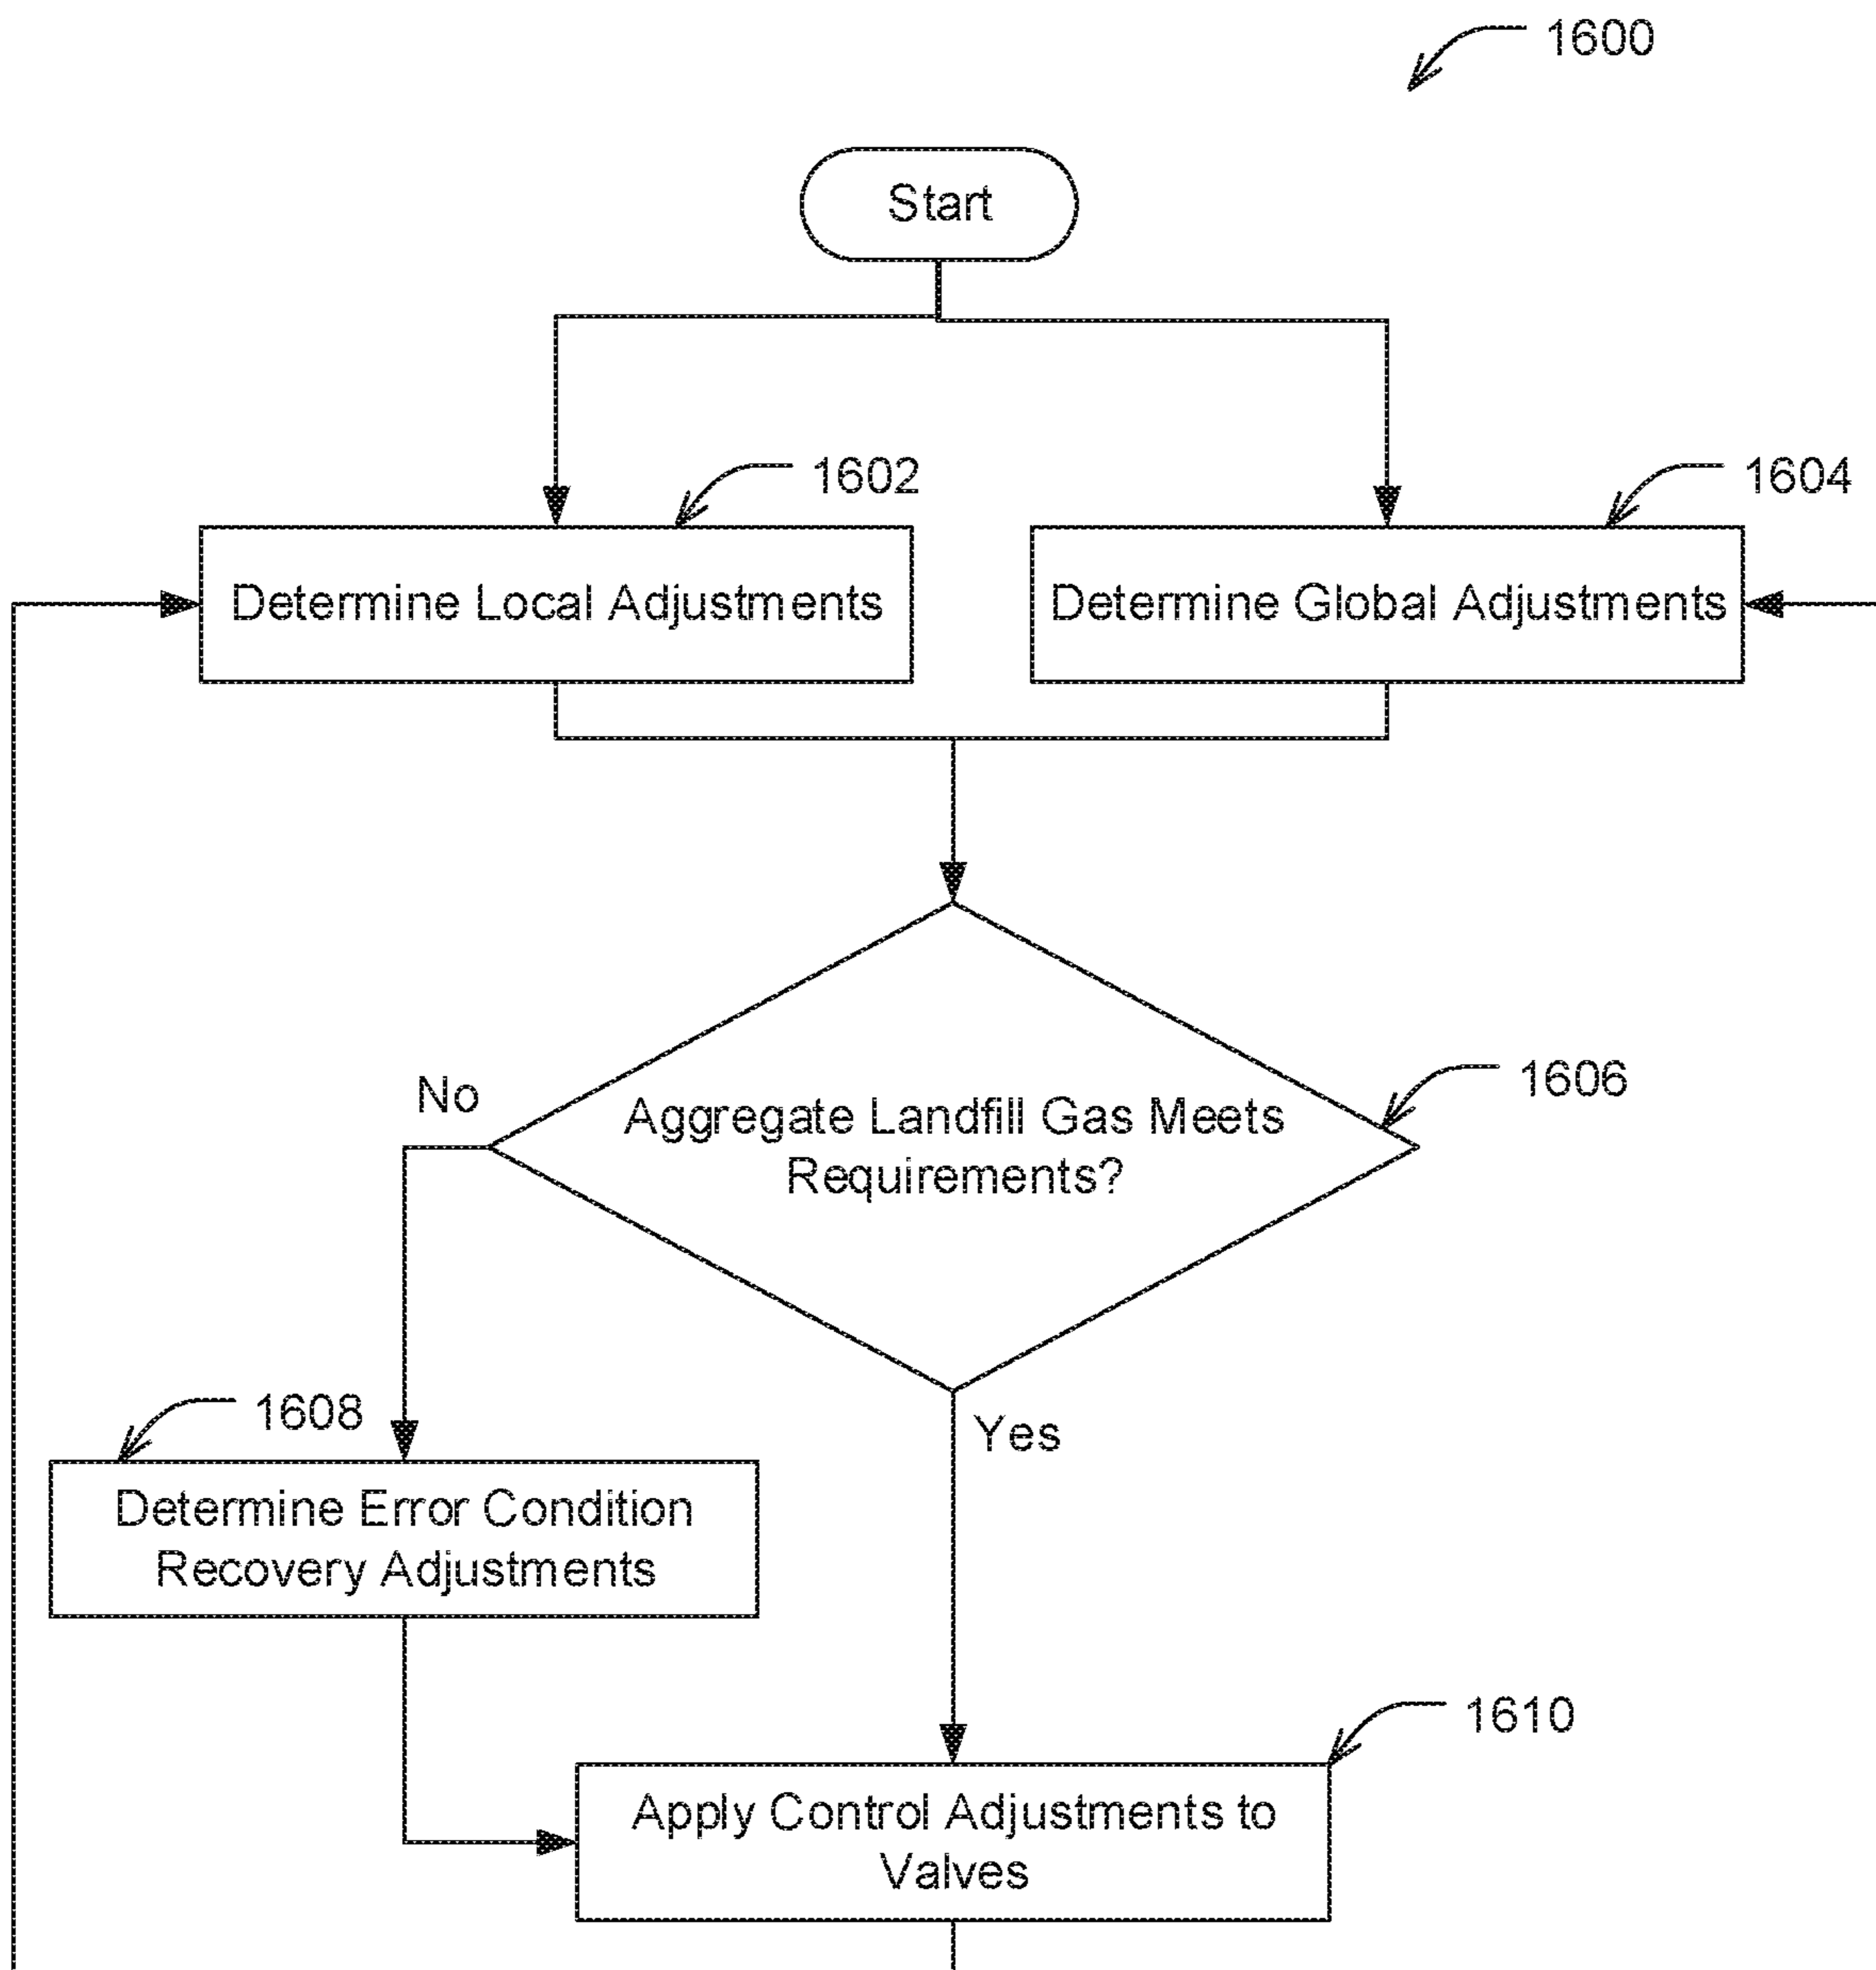 1600
Start
1602
1604
Determine Local Adjustments
Determine Global Adjustments
1606
No
Aggregate Landfill Gas Meets
Requirements?
1608
Yes
Determine Error Condition
Recovery Adjustments
1610
Apply Control Adjustments to
Valves